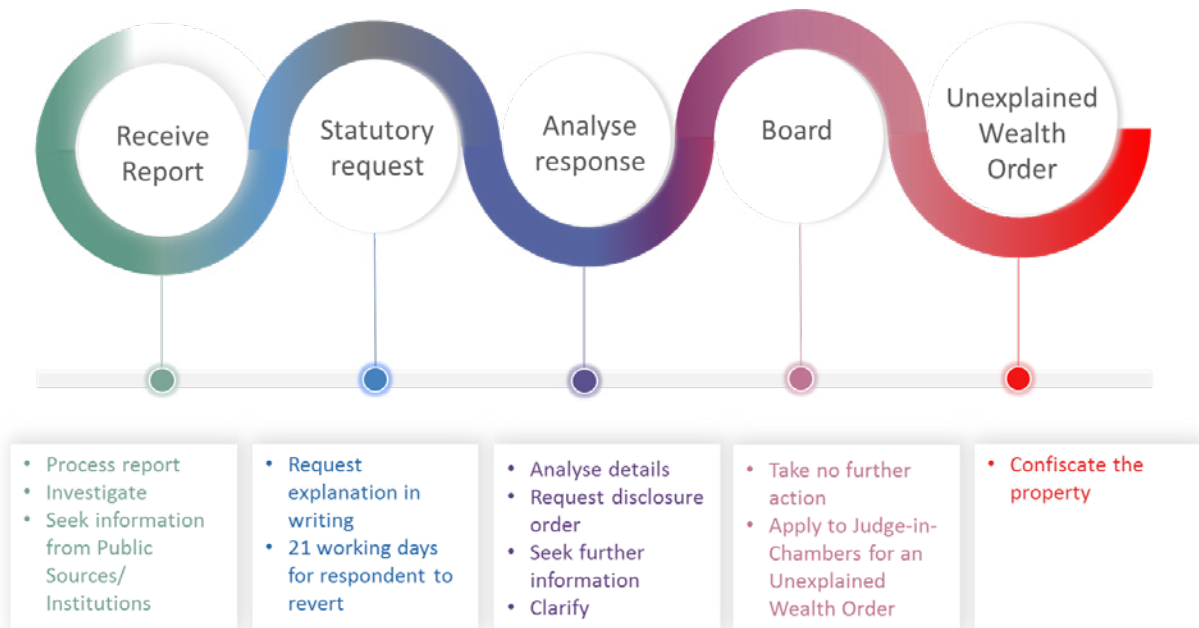 Receive
Report
Statutory
request
Analyse
response
Board
Unexplained
Wealth
Order
• Process report
• Investigate
• Seek information
from Public
Sources/
Institutions
• Request
explanation in
writing
• 21 working days
for respondent to
revert
• Analyse details
• Request disclosure
order
• Seek further
information
• Clarify
• Take no further
action
• Apply to Judge-in-
Chambers for an
Unexplained
Wealth Order
• Confiscate the
property